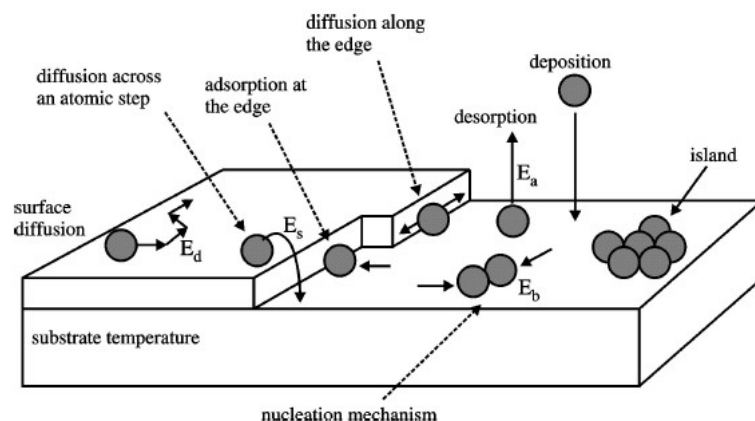 diffusion along
the edge
deposition
diffusion across
an atomic step
adsorption at
the edge
desorption
island
E_a
surface
diffusion
E_d
E_s
E_b
substrate temperature
nucleation mechanism